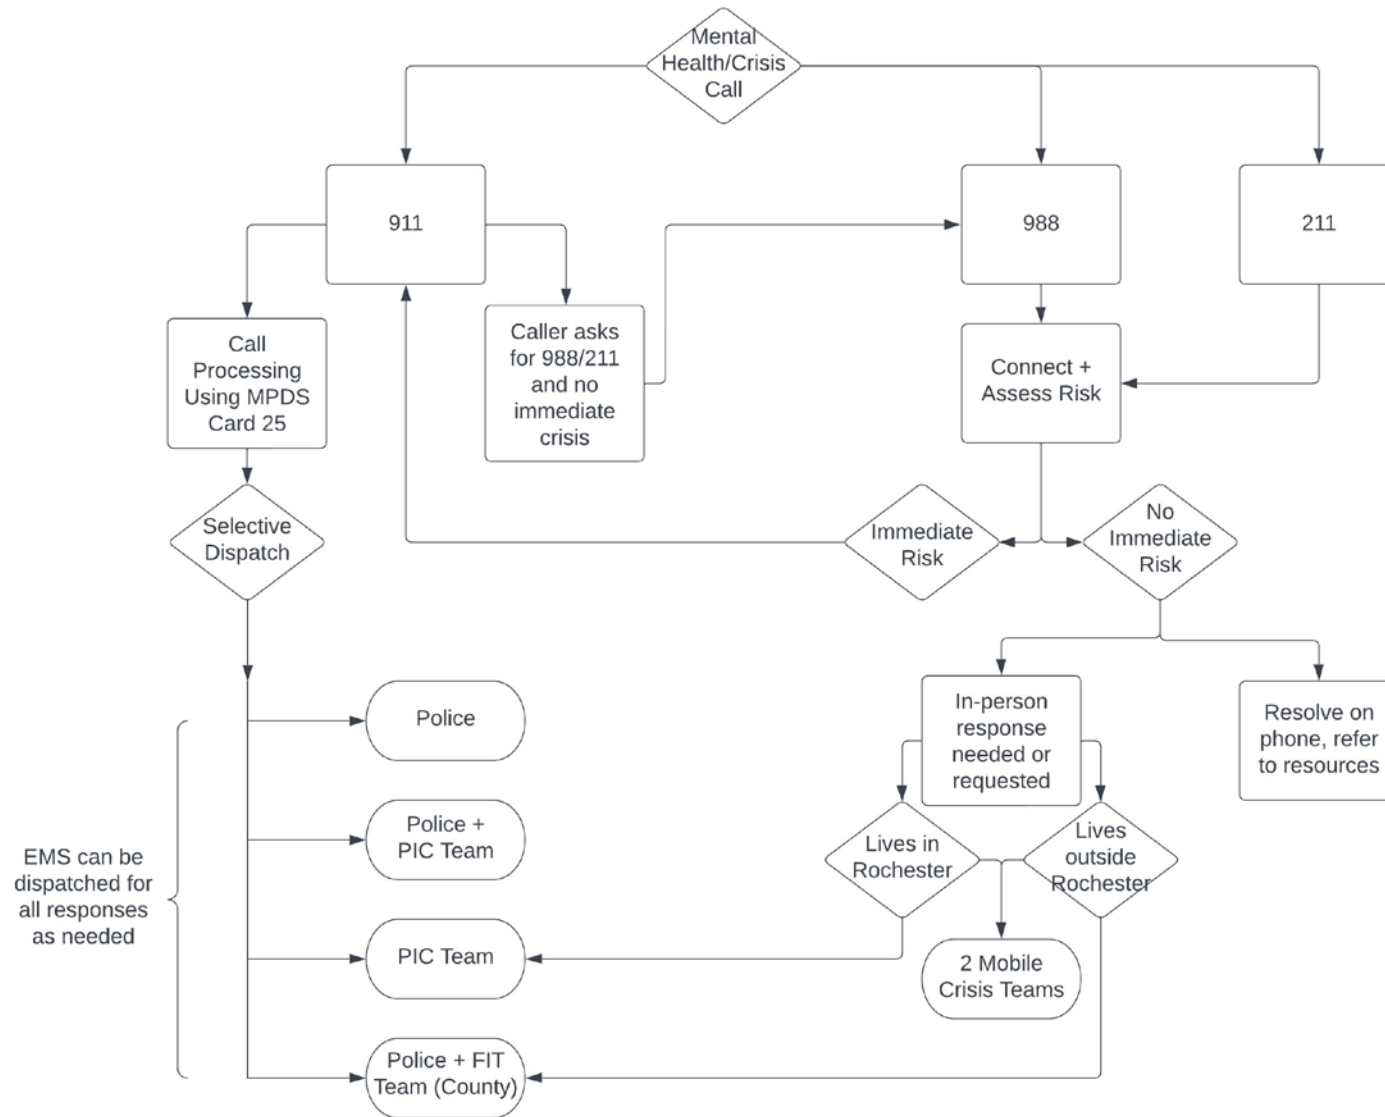 Mental
Health/Crisis
Call
911
988
211
Call
Processing
Using MPDS
Card 25
Caller asks
for 988/211
and no
immediate
crisis
Connect +
Assess Risk
Selective
Dispatch
Immediate
Risk
No
Immediate
Risk
Police
In-person
response
needed or
requested
Resolve on
phone, refer
to resources
Police +
PIC Team
Lives in
Rochester
Lives
outside
Rochester
EMS can be
dispatched for
all responses
as needed
PIC Team
2 Mobile
Crisis Teams
Police + FIT
Team (County)